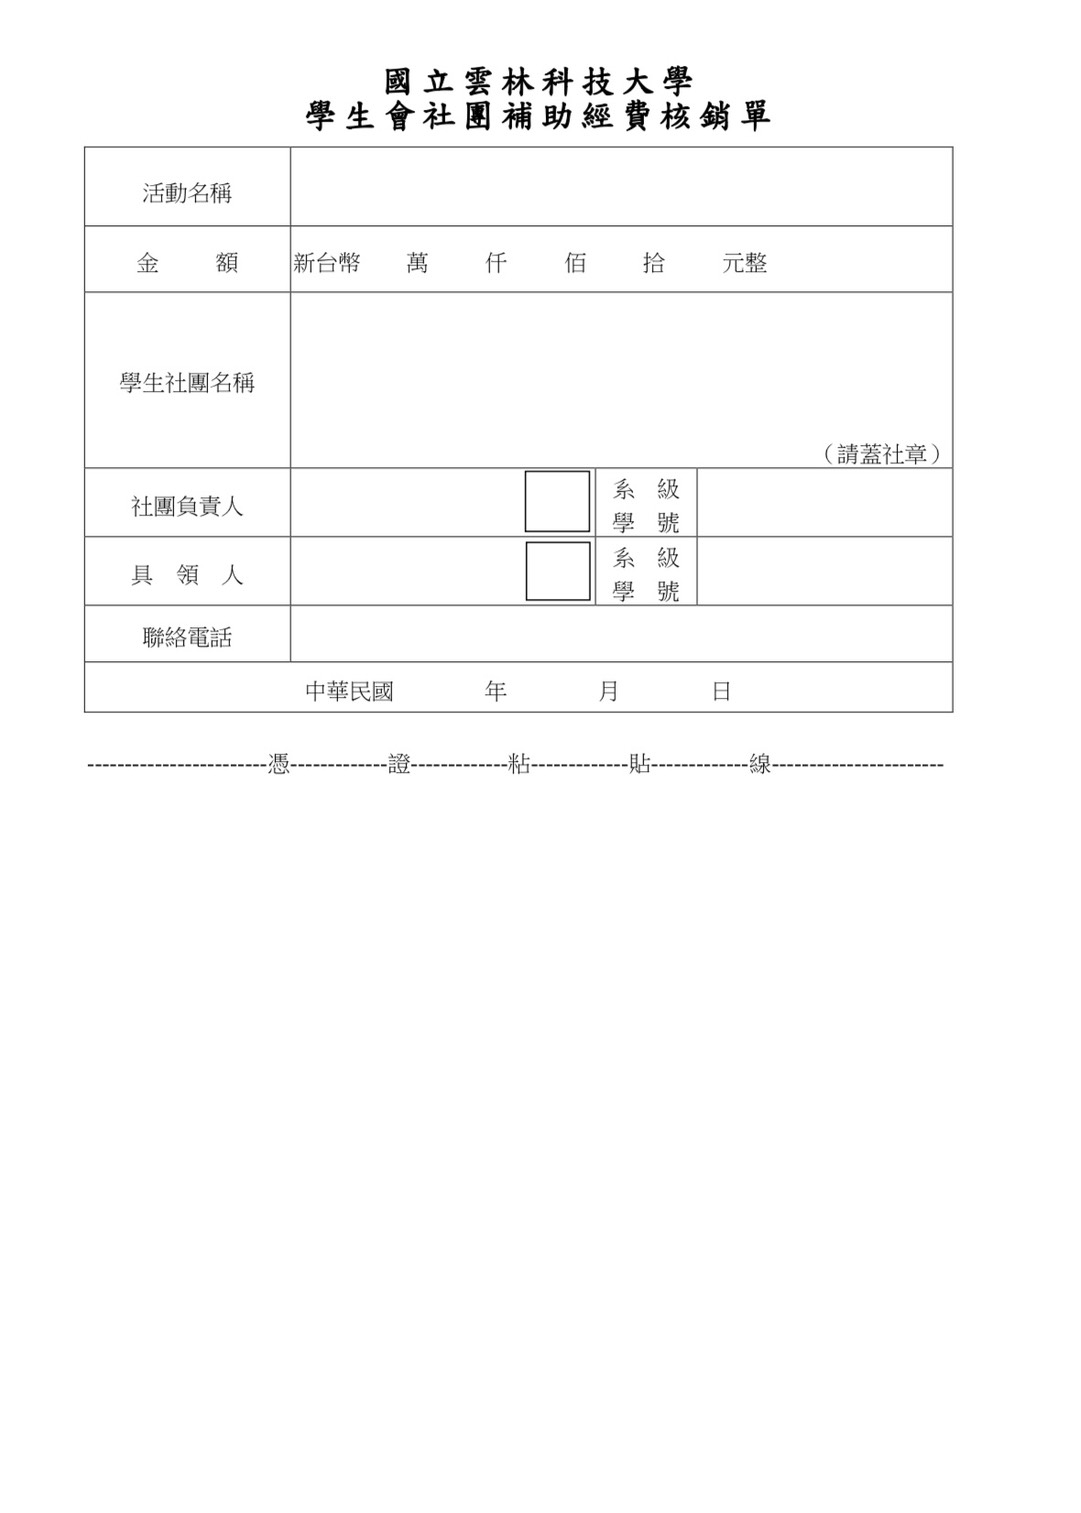 國立雲林科技大學
學生會社團補助經費核銷單
活動名稱
金　額 新台幣 萬 仟 佰 拾 元整
學生社團名稱
（請蓋社章）
社團負責人 系 級
學 號
具 領 人 系 級
學 號
聯絡電話
中華民國 年 月 日
------------------------憑-------------證-------------粘-------------貼-------------線-----------------------